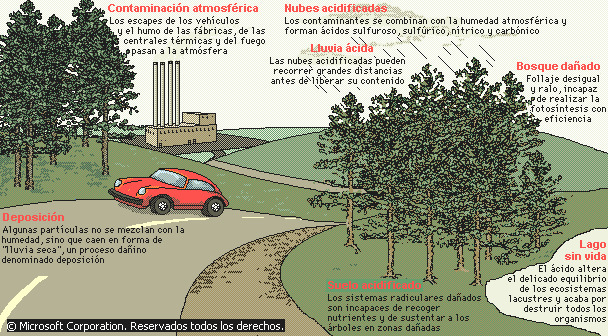 Contaminación atmosférica
Los escapes de los vehículos
y el humo de las fábricas, de las
centrales térmicas y del fuego
pasan a la atmósfera
Nubes acidificadas
Los contaminantes se combinan con la humedad atmosférica y
forman ácidos sulfuroso, sulfúrico, nítrico y carbónico
Lluvia ácida
Las nubes acidificadas pueden
recorrer grandes distancias
antes de liberar su contenido
Bosque dañado
Follaje desigual
y ralo, incapaz
de realizar la
fotosíntesis con
eficiencia
Deposición
Algunas partículas no se mezclan con la
humedad, sino que caen en forma de
"lluvia seca", un proceso dañino
denominado deposición
Suelo acidificado
Los sistemas radiculares dañados
son incapaces de recoger
nutrientes y de sustentar a los
árboles en zonas dañadas
Lago
sin vida
El ácido altera
el delicado equilibrio
de los ecosistemas
lacustres y acaba por
destruir todos los
organismos
© Microsoft Corporation. Reservados todos los derechos.